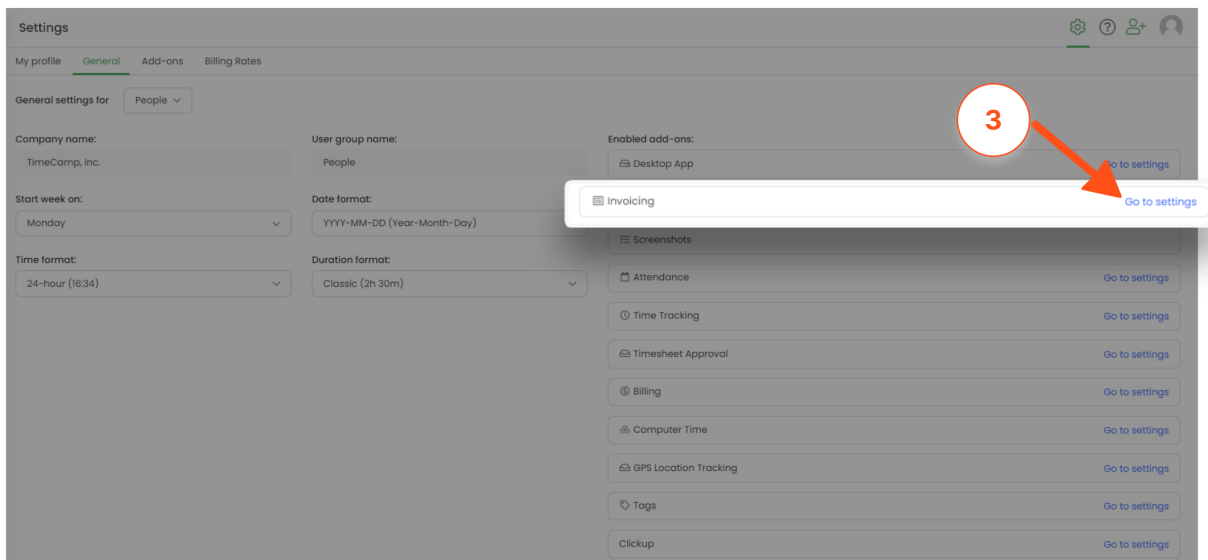 Settings
My profile
General
Add-ons
Billing Rates
General settings for
People
3
Company name:
TimeCamp, Inc.
User group name:
People
Start week on:
Monday
Date format:
YYYY-MM-DD (Year-Month-Day)
Time format:
24-hour (16:34)
Duration format:
Classic (2h 30m)
Enabled add-ons:
Desktop App
Go to settings
Invoicing
Go to settings
Screenshots
Attendance
Go to settings
Time Tracking
Go to settings
Timesheet Approval
Go to settings
Billing
Go to settings
Computer Time
Go to settings
GPS Location Tracking
Go to settings
Tags
Go to settings
Clickup
Go to settings